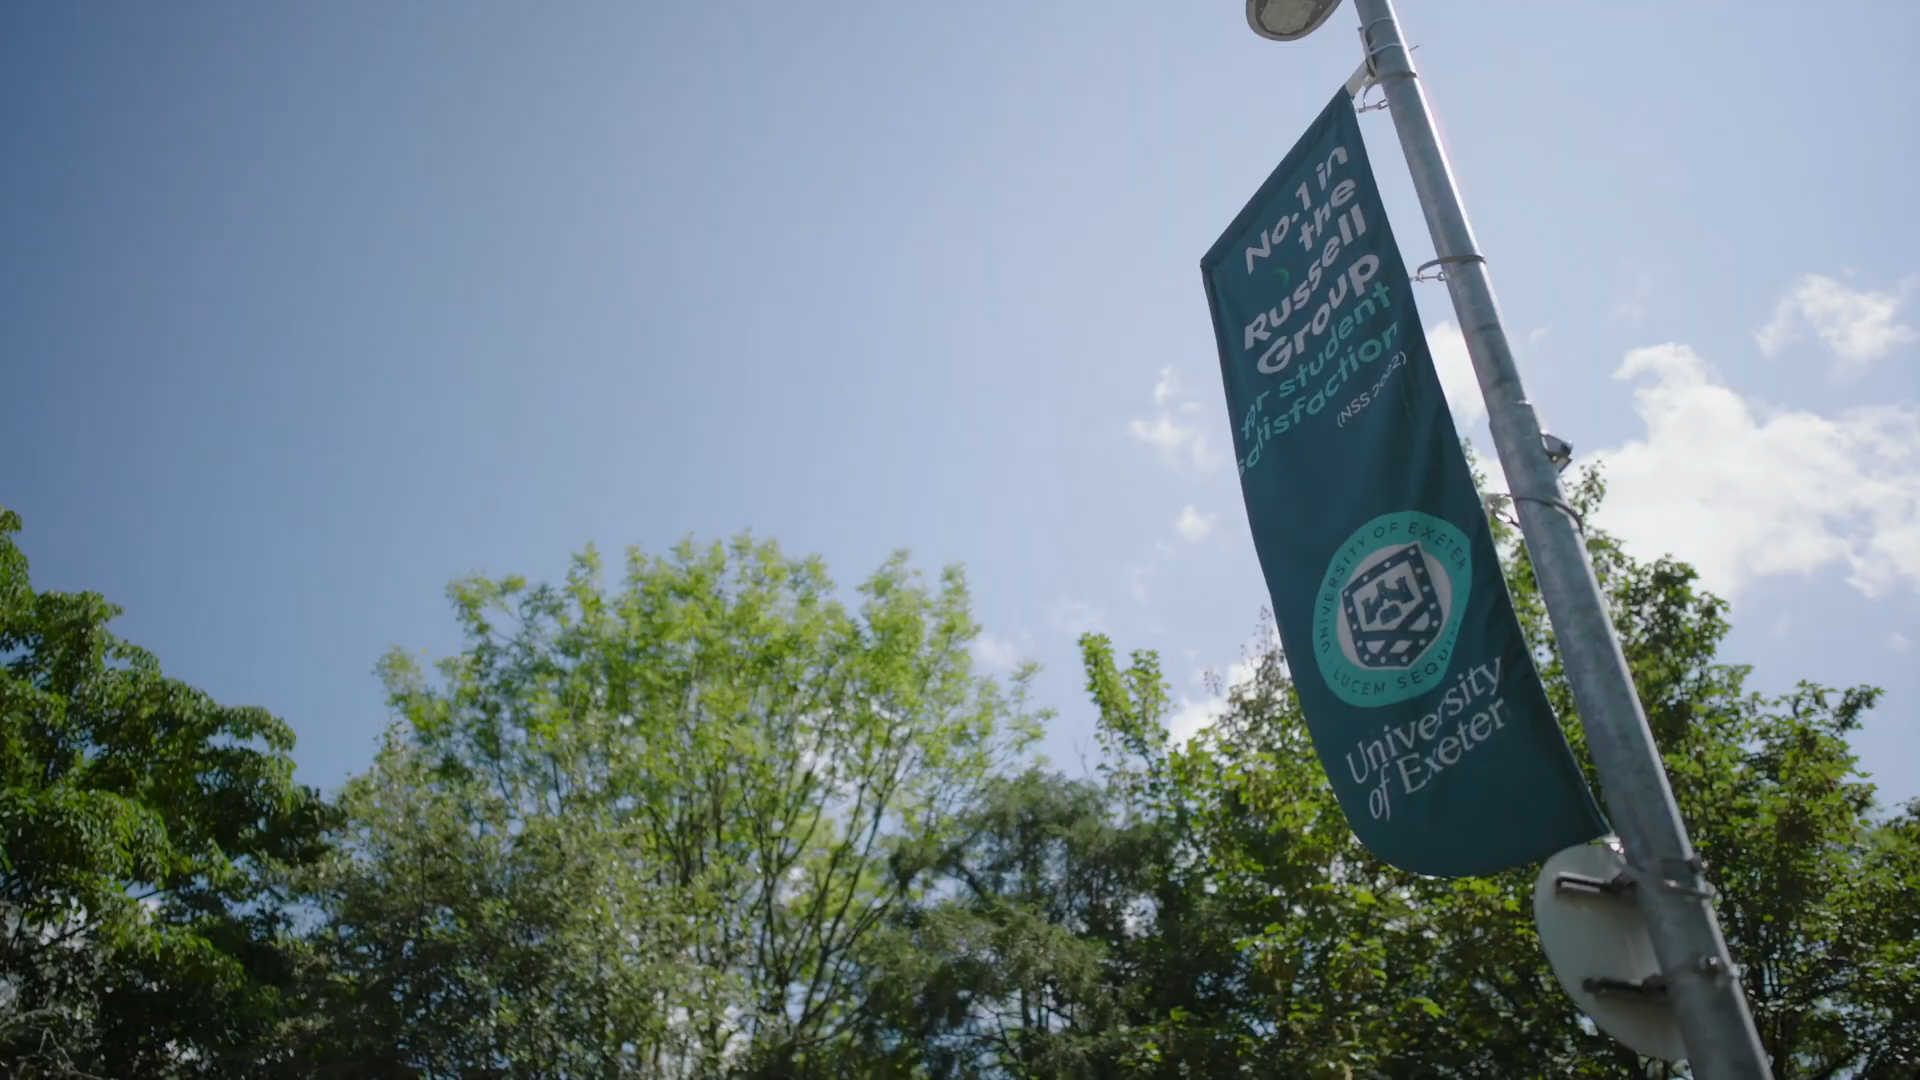 No.1 in
the
Russell
Group
for student
satisfaction
(NSS 2022)
UNIVERSITY OF EXETER
LUCEM SEQUI
University
of Exeter